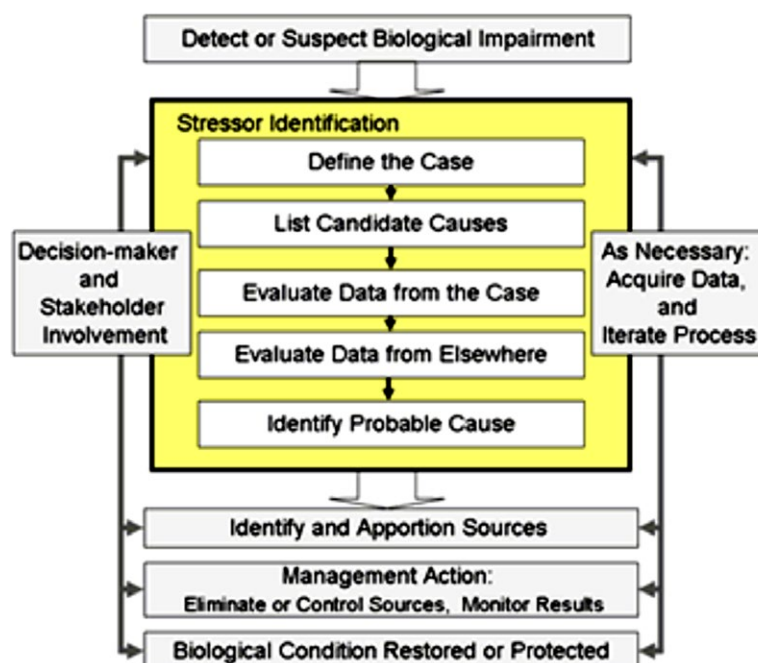 Detect or Suspect Biological Impairment
Stressor Identification
Define the Case
List Candidate Causes
Evaluate Data from the Case
Evaluate Data from Elsewhere
Identify Probable Cause
Decision-maker
and
Stakeholder
Involvement
As Necessary:
Acquire Data,
and
Iterate Process
Identify and Apportion Sources
Management Action:
Eliminate or Control Sources, Monitor Results
Biological Condition Restored or Protected